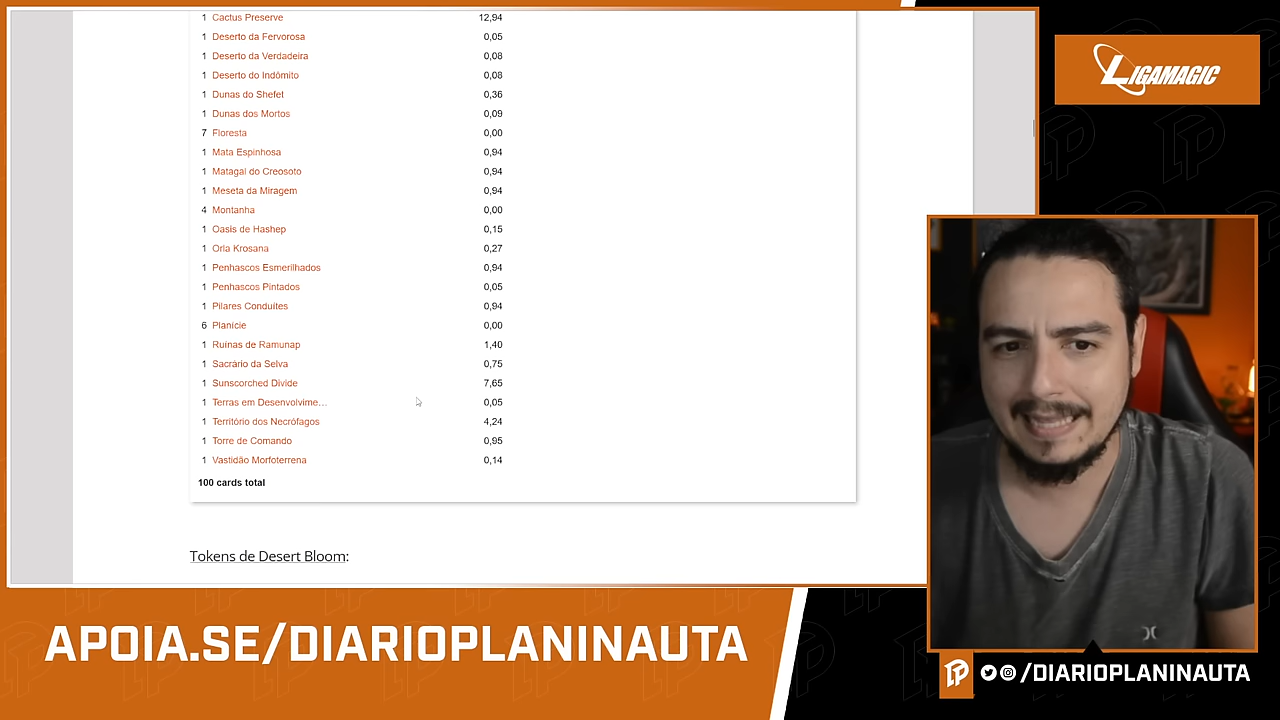 1 Cactus Preserve 12,94
1 Deserto da Fervorosa 0,05
1 Deserto da Verdadeira 0,08
1 Deserto do Indômito 0,08
1 Dunas do Shefet 0,36
1 Dunas dos Mortos 0,09
7 Floresta 0,00
1 Mata Espinhosa 0,94
1 Matagal do Creosoto 0,94
1 Meseta da Miragem 0,94
4 Montanha 0,00
1 Oasis de Hashep 0,15
1 Orla Krosana 0,27
1 Penhascos Esmerilhados 0,94
1 Penhascos Pintados 0,05
1 Pilares Conduítes 0,94
6 Planície 0,00
1 Ruínas de Ramunap 1,40
1 Sacrário da Selva 0,75
1 Sunscorched Divide 7,65
1 Terras em Desenvolvime... 0,05
1 Território dos Necrófagos 4,24
1 Torre de Comando 0,95
1 Vastidão Morfoterrena 0,14
100 cards total
Tokens de Desert Bloom:
LIGAMAGIC
APOIA.SE/DIARIOPLANINAUTA
/DIARIOPLANINAUTA